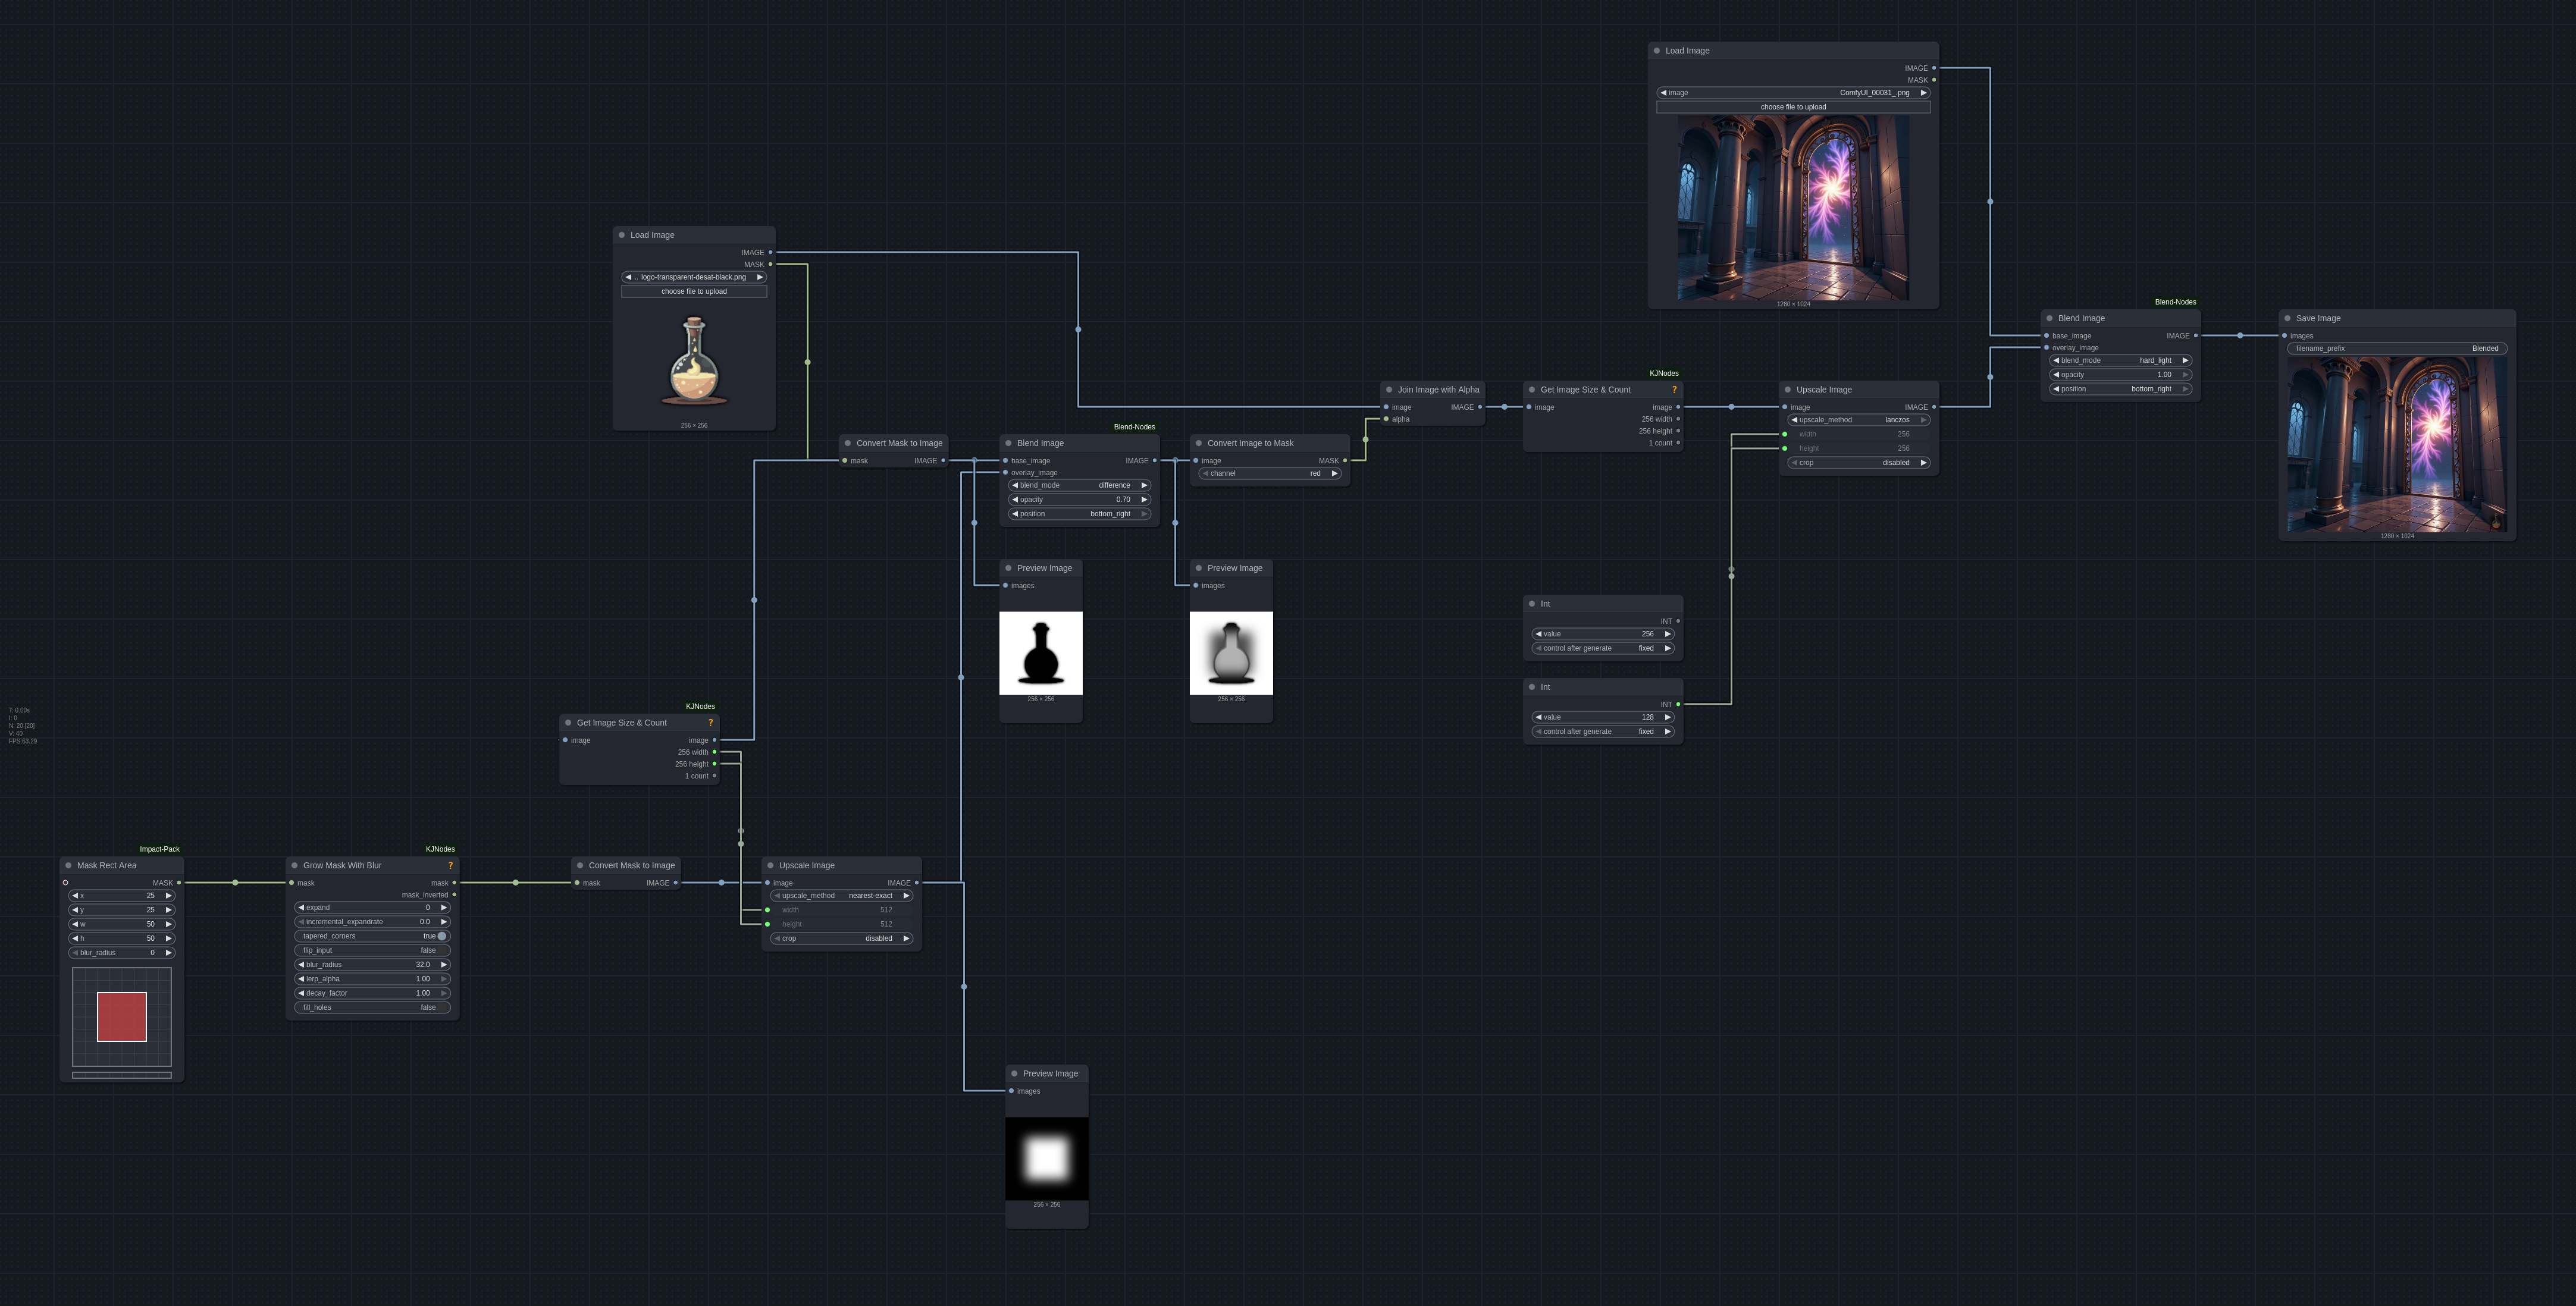 Load Image
IMAGE
MASK
image ComfyUI_00031_.png
choose file to upload
1280 × 1024
Load Image
IMAGE
MASK
.. logo-transparent-desat-black.png
choose file to upload
256 × 256
Blend-Nodes
Blend Image
base_image IMAGE
overlay_image
blend_mode hard_light
opacity 1.00
position bottom_right
Save Image
images
filename_prefix Blended
1280 × 1024
Join Image with Alpha
image IMAGE
alpha
KJNodes
Get Image Size & Count ?
image image
256 width
256 height
1 count
Upscale Image
image IMAGE
upscale_method lanczos
width 256
height 256
crop disabled
Convert Mask to Image
mask IMAGE
Blend-Nodes
Blend Image
base_image IMAGE
overlay_image
blend_mode difference
opacity 0.70
position bottom_right
Convert Image to Mask
image MASK
channel red
Preview Image
images
256 × 256
Preview Image
images
256 × 256
Int
INT
value 256
control after generate fixed
Int
INT
value 128
control after generate fixed
T: 0.00s
I: 0
N: 20 [20]
V: 40
FPS:63.29
KJNodes
Get Image Size & Count ?
image image
256 width
256 height
1 count
Impact-Pack
Mask Rect Area
MASK
x 25
y 25
w 50
h 50
blur_radius 0
KJNodes
Grow Mask With Blur ?
mask mask
mask_inverted
expand 0
incremental_expandrate 0.0
tapered_corners true
flip_input false
blur_radius 32.0
lerp_alpha 1.00
decay_factor 1.00
fill_holes false
Convert Mask to Image
mask IMAGE
Upscale Image
image IMAGE
upscale_method nearest-exact
width 512
height 512
crop disabled
Preview Image
images
256 × 256